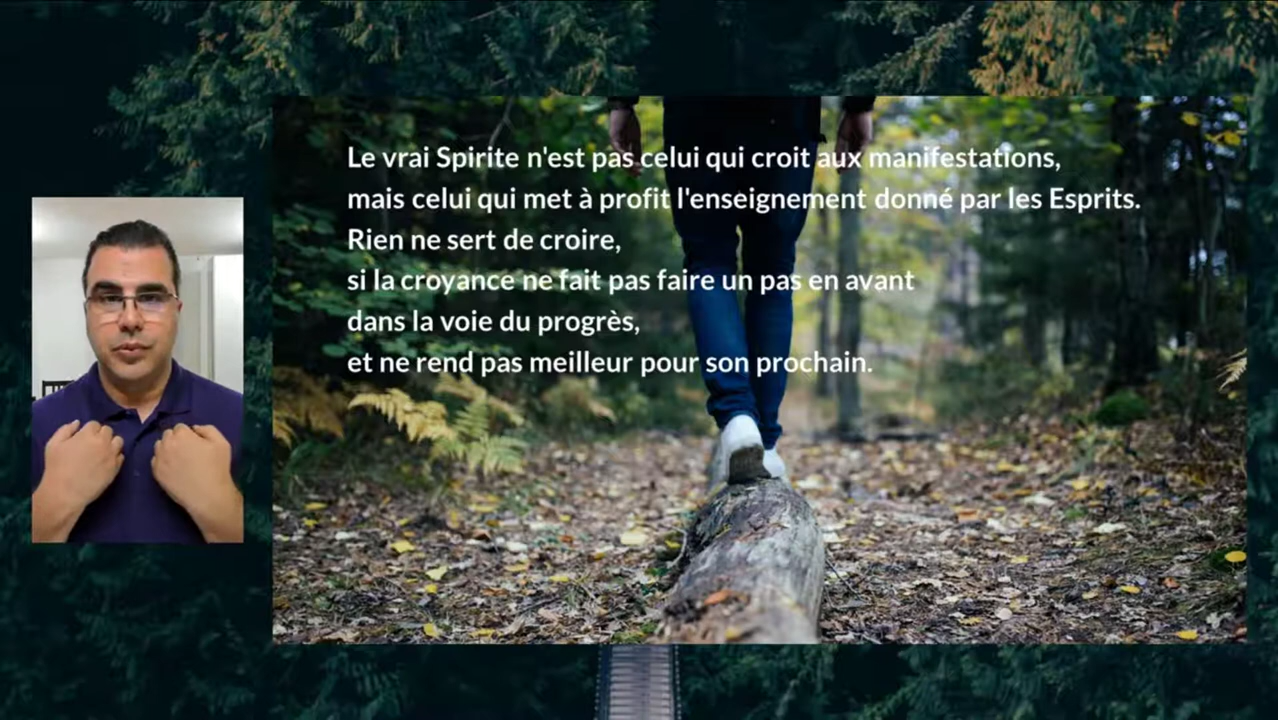 Le vrai Spirite n'est pas celui qui croit aux manifestations,
mais celui qui met à profit l'enseignement donné par les Esprits.
Rien ne sert de croire,
si la croyance ne fait pas faire un pas en avant
dans la voie du progrès,
et ne rend pas meilleur pour son prochain.